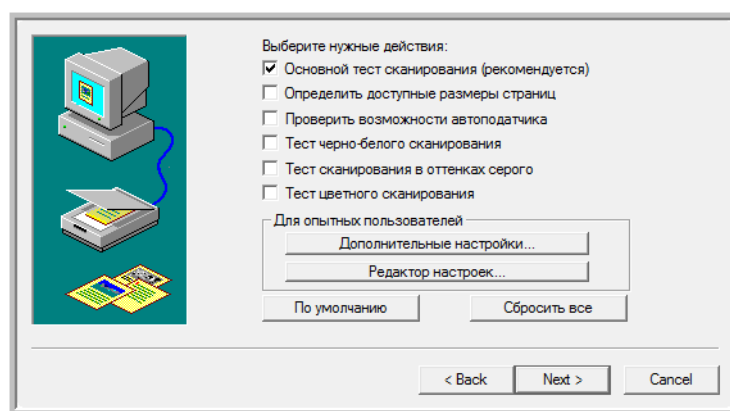 Выберите нужные действия:
Основной тест сканирования (рекомендуется)
Определить доступные размеры страниц
Проверить возможности автоподатчика
Тест черно-белого сканирования
Тест сканирования в оттенках серого
Тест цветного сканирования
Для опытных пользователей
Дополнительные настройки...
Редактор настроек...
По умолчанию Сбросить все
< Back Next > Cancel